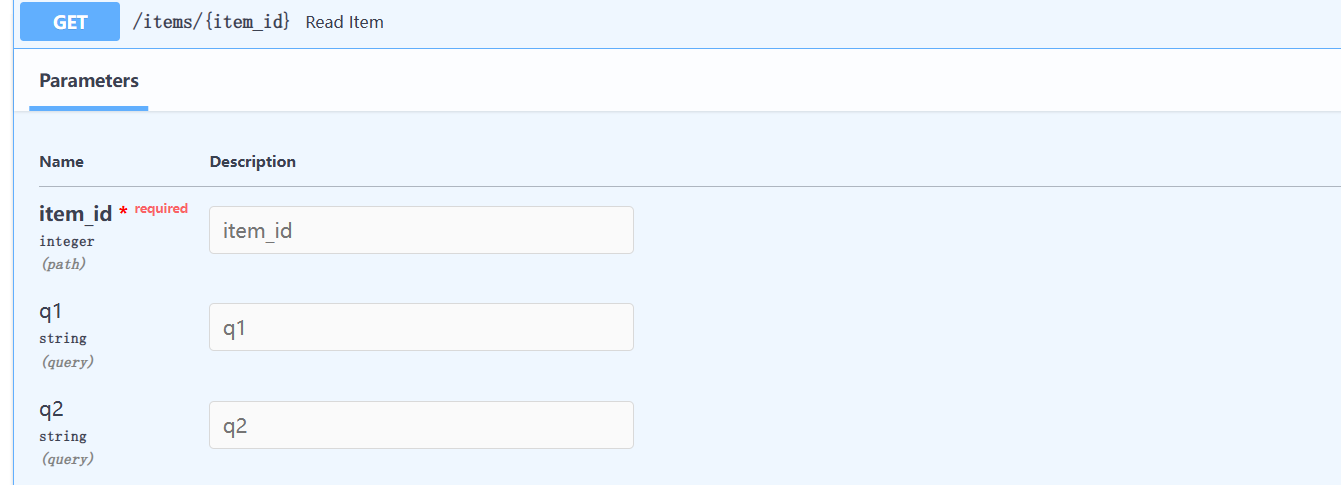 GET /items/{item_id} Read Item
Parameters
Name Description
item_id * required
integer
(path)
item_id
q1
string
(query)
q1
q2
string
(query)
q2